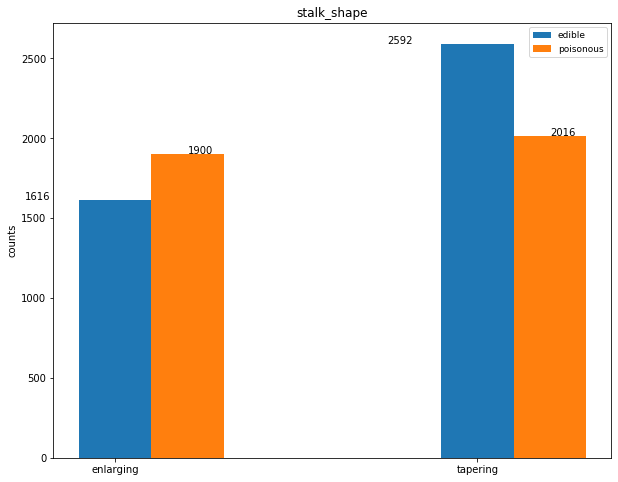 stalk_shape
edible
poisonous
2592
2016
1900
1616
counts
2500
2000
1500
1000
500
0
enlarging
tapering